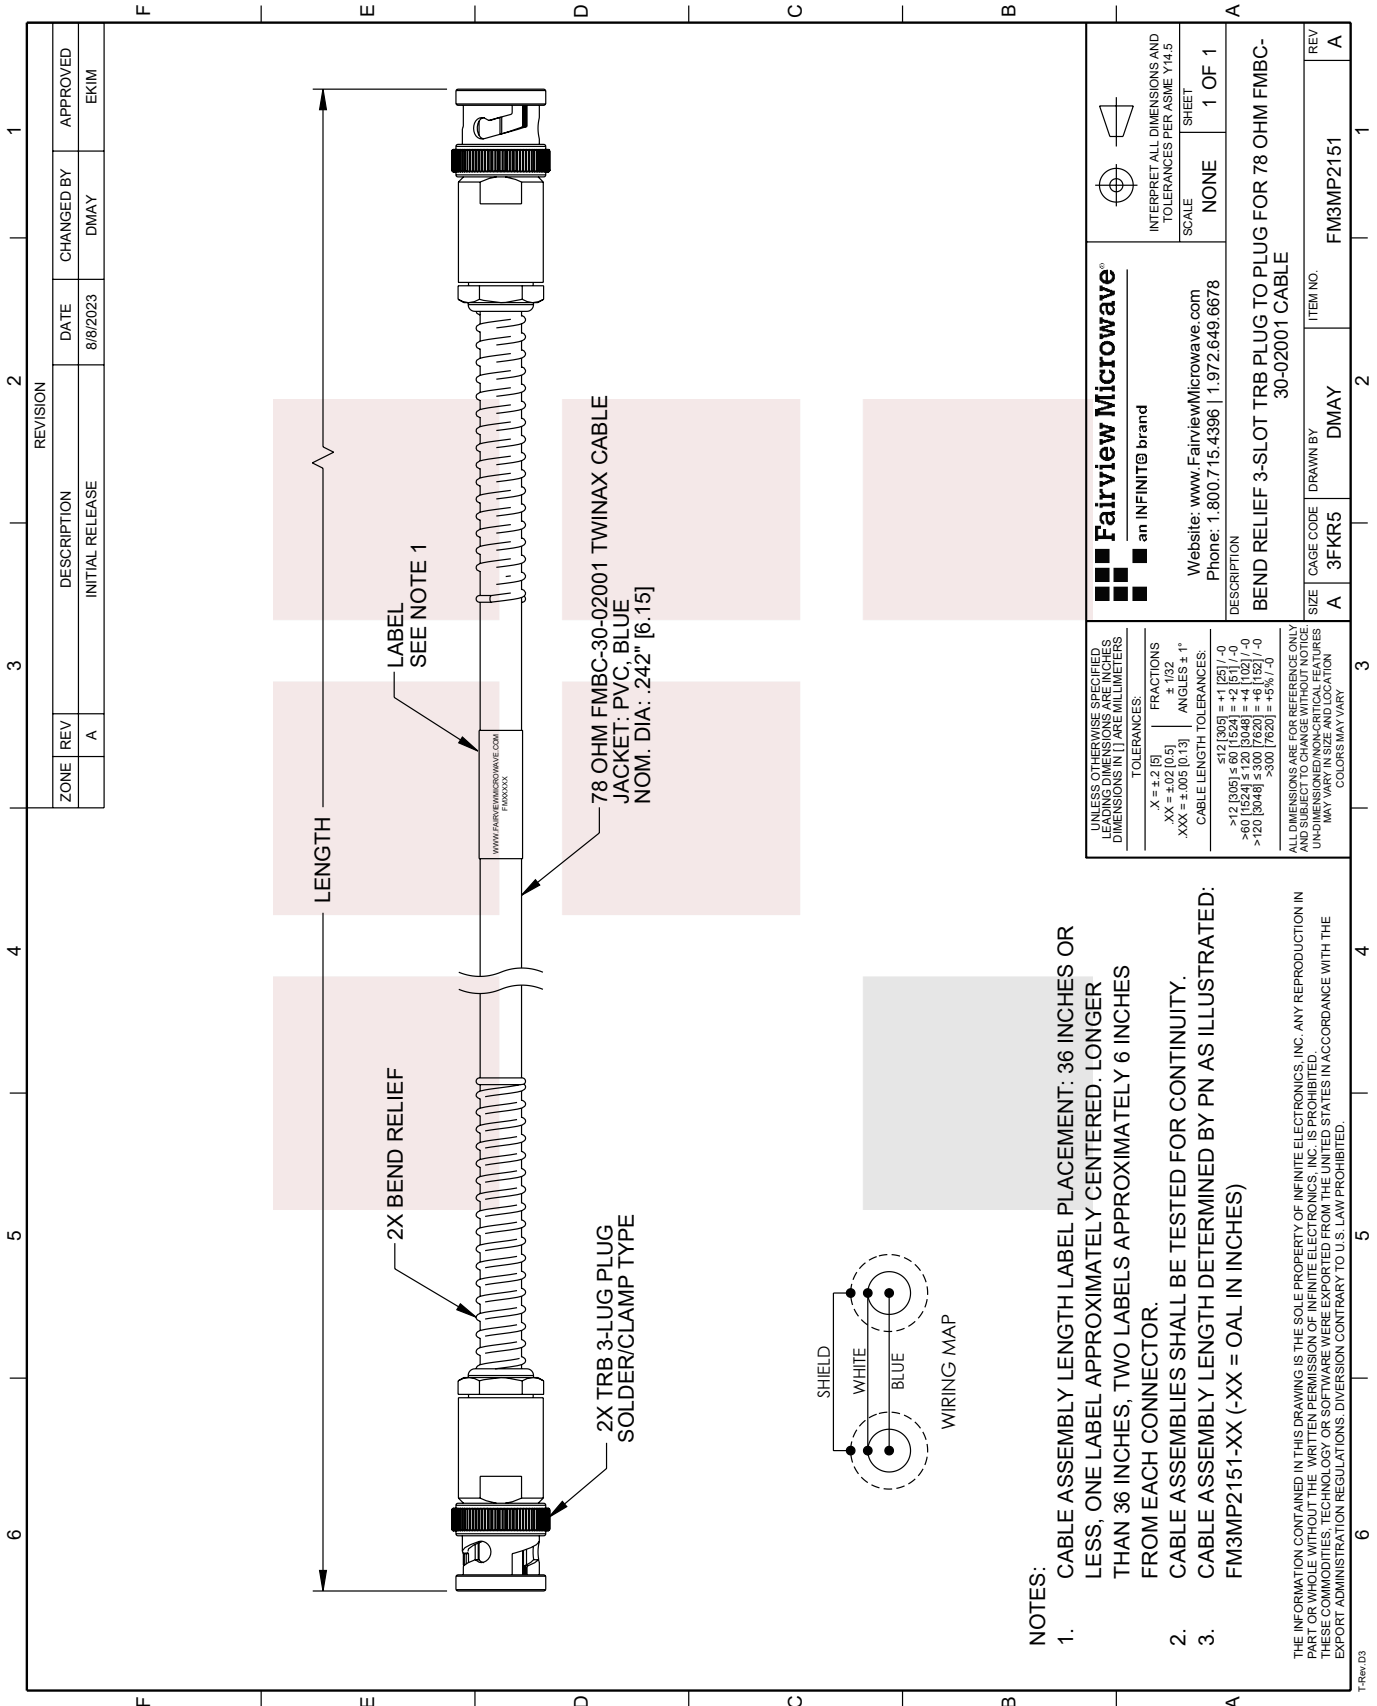 6
5
4
3
2
1
F
E
D
C
B
A
REVISION
ZONE
REV
DESCRIPTION
DATE
CHANGED BY
APPROVED
A
INITIAL RELEASE
8/8/2023
DMAY
EKIM
LENGTH
2X BEND RELIEF
LABEL
SEE NOTE 1
WWW.FAIRVIEWMICROWAVE.COM
FMXXXXX
2X TRB 3-LUG PLUG
SOLDER/CLAMP TYPE
78 OHM FMBC-30-02001 TWINAX CABLE
JACKET: PVC, BLUE
NOM. DIA: .242" [6.15]
SHIELD
WHITE
BLUE
WIRING MAP
NOTES:
1. CABLE ASSEMBLY LENGTH LABEL PLACEMENT: 36 INCHES OR
LESS, ONE LABEL APPROXIMATELY CENTERED. LONGER
THAN 36 INCHES, TWO LABELS APPROXIMATELY 6 INCHES
FROM EACH CONNECTOR.
2. CABLE ASSEMBLIES SHALL BE TESTED FOR CONTINUITY.
3. CABLE ASSEMBLY LENGTH DETERMINED BY PN AS ILLUSTRATED:
FM3MP2151-XX (-XX = OAL IN INCHES)
THE INFORMATION CONTAINED IN THIS DRAWING IS THE SOLE PROPERTY OF INFINITE ELECTRONICS, INC. ANY REPRODUCTION IN
PART OR WHOLE WITHOUT THE WRITTEN PERMISSION OF INFINITE ELECTRONICS, INC. IS PROHIBITED.
THESE COMMODITIES, TECHNOLOGY OR SOFTWARE WERE EXPORTED FROM THE UNITED STATES IN ACCORDANCE WITH THE
EXPORT ADMINISTRATION REGULATIONS. DIVERSION CONTRARY TO U.S. LAW PROHIBITED.
UNLESS OTHERWISE SPECIFIED
LEADING DIMENSIONS ARE INCHES
DIMENSIONS IN [ ] ARE MILLIMETERS
TOLERANCES:
.X = ±.2 [5]
.XX = ±.02 [0.5]
.XXX = ±.005 [0.13]
FRACTIONS
± 1/32
ANGLES ± 1°
CABLE LENGTH TOLERANCES:
≤12 [305] = +1 [25] / -0
>12 [305] ≤ 60 [1524] = +2 [51] / -0
>60 [1524] ≤ 120 [3048] = +4 [102] / -0
>120 [3048] ≤ 300 [7620] = +6 [152] / -0
>300 [7620] = +5% / -0
ALL DIMENSIONS ARE FOR REFERENCE ONLY
AND SUBJECT TO CHANGE WITHOUT NOTICE.
UN-DIMENSIONED/NON-CRITICAL FEATURES
MAY VARY IN SIZE AND LOCATION
COLORS MAY VARY
Fairview Microwave®
an INFINIT@ brand
Website: www.FairviewMicrowave.com
Phone: 1.800.715.4396 | 1.972.649.6678
INTERPRET ALL DIMENSIONS AND
TOLERANCES PER ASME Y14.5
SCALE
NONE
SHEET
1 OF 1
DESCRIPTION
BEND RELIEF 3-SLOT TRB PLUG TO PLUG FOR 78 OHM FMBC-
30-02001 CABLE
SIZE
A
CAGE CODE
3FKR5
DRAWN BY
DMAY
ITEM NO.
FM3MP2151
REV
A
F
E
D
C
B
A
6
5
4
3
2
1
T-Rev.D3